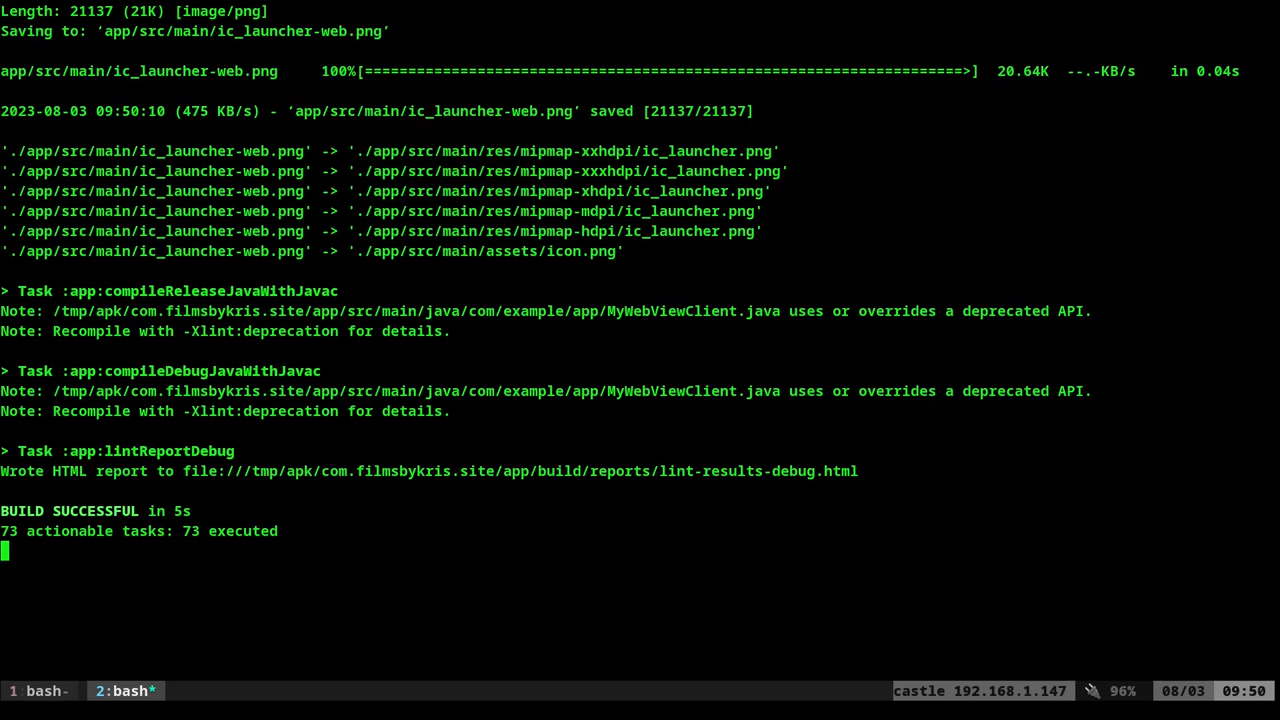 Length: 21137 (21K) [image/png]
Saving to: ‘app/src/main/ic_launcher-web.png’
app/src/main/ic_launcher-web.png     100%[=====================================================================>]  20.64K  --.-KB/s    in 0.04s
2023-08-03 09:50:10 (475 KB/s) - ‘app/src/main/ic_launcher-web.png’ saved [21137/21137]
'./app/src/main/ic_launcher-web.png' -> './app/src/main/res/mipmap-xxhdpi/ic_launcher.png'
'./app/src/main/ic_launcher-web.png' -> './app/src/main/res/mipmap-xxxhdpi/ic_launcher.png'
'./app/src/main/ic_launcher-web.png' -> './app/src/main/res/mipmap-xhdpi/ic_launcher.png'
'./app/src/main/ic_launcher-web.png' -> './app/src/main/res/mipmap-mdpi/ic_launcher.png'
'./app/src/main/ic_launcher-web.png' -> './app/src/main/res/mipmap-hdpi/ic_launcher.png'
'./app/src/main/ic_launcher-web.png' -> './app/src/main/assets/icon.png'
> Task :app:compileReleaseJavaWithJavac
Note: /tmp/apk/com.filmsbykris.site/app/src/main/java/com/example/app/MyWebViewClient.java uses or overrides a deprecated API.
Note: Recompile with -Xlint:deprecation for details.
> Task :app:compileDebugJavaWithJavac
Note: /tmp/apk/com.filmsbykris.site/app/src/main/java/com/example/app/MyWebViewClient.java uses or overrides a deprecated API.
Note: Recompile with -Xlint:deprecation for details.
> Task :app:lintReportDebug
Wrote HTML report to file:///tmp/apk/com.filmsbykris.site/app/build/reports/lint-results-debug.html
BUILD SUCCESSFUL in 5s
73 actionable tasks: 73 executed
1:bash-  2:bash*  castle 192.168.1.147  🔌 96%  08/03  09:50